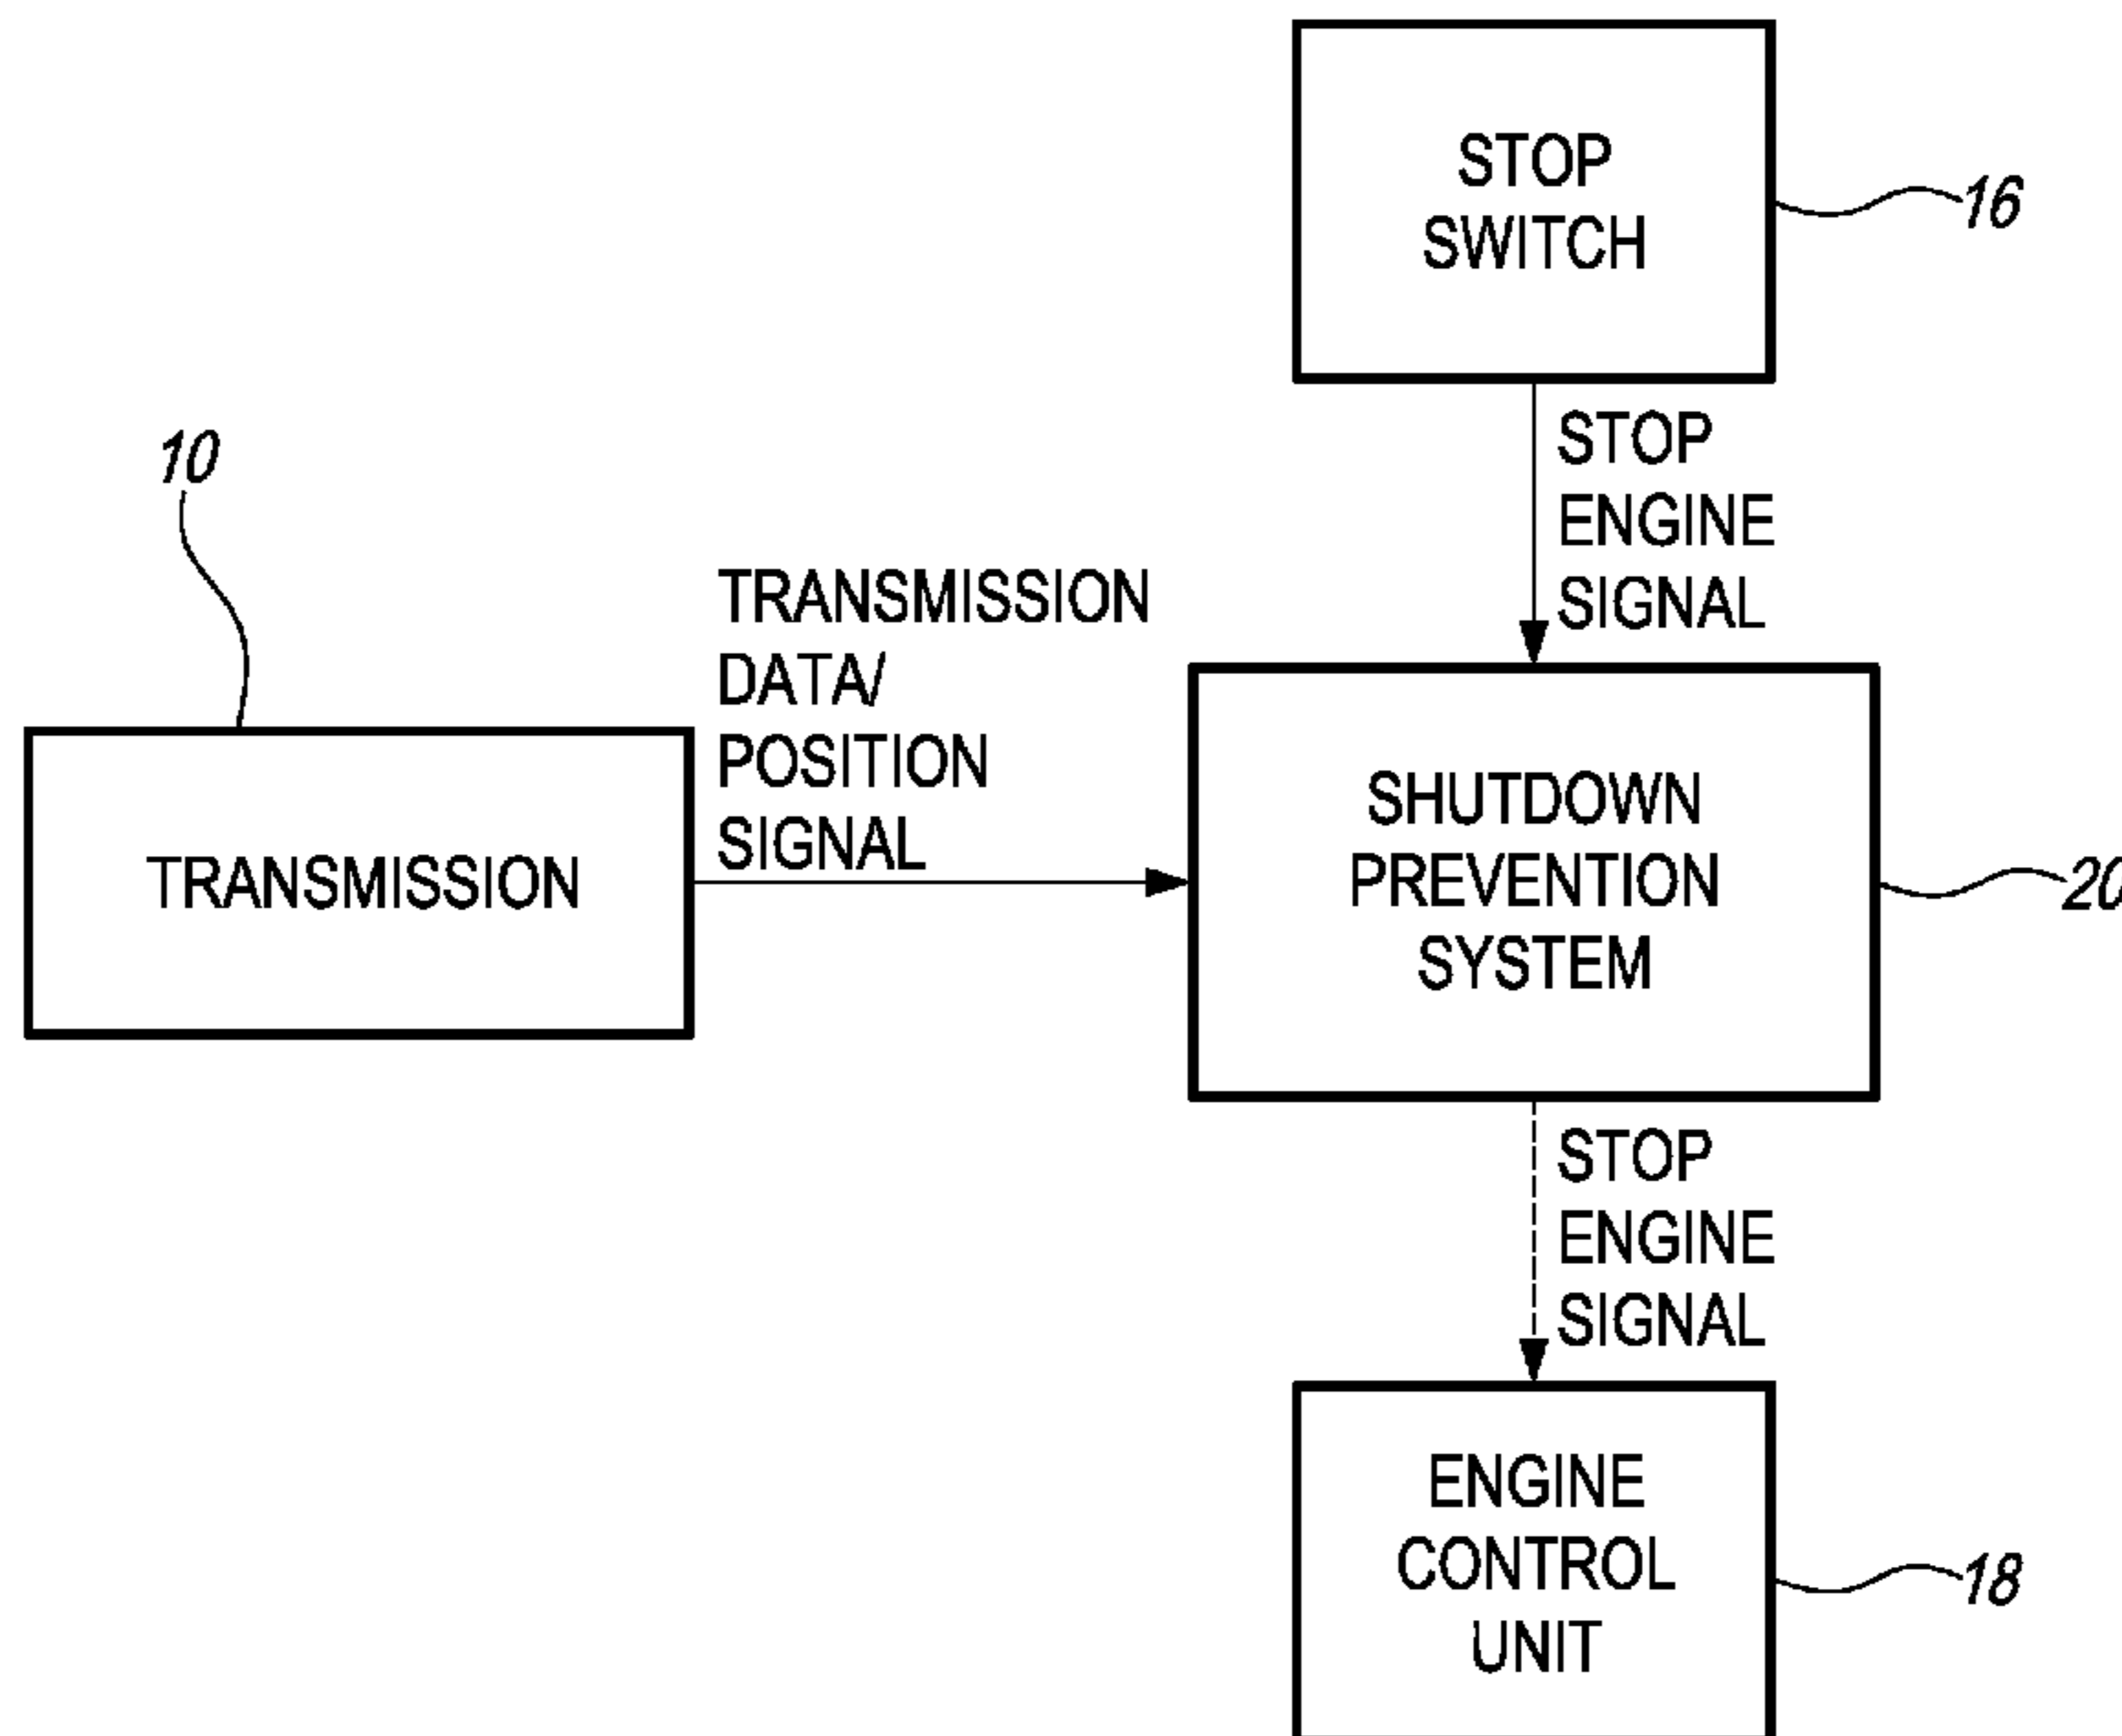 STOP
SWITCH
16
STOP
ENGINE
SIGNAL
10
TRANSMISSION
DATA/
POSITION
SIGNAL
TRANSMISSION
SHUTDOWN
PREVENTION
SYSTEM
20
STOP
ENGINE
SIGNAL
ENGINE
CONTROL
UNIT
18